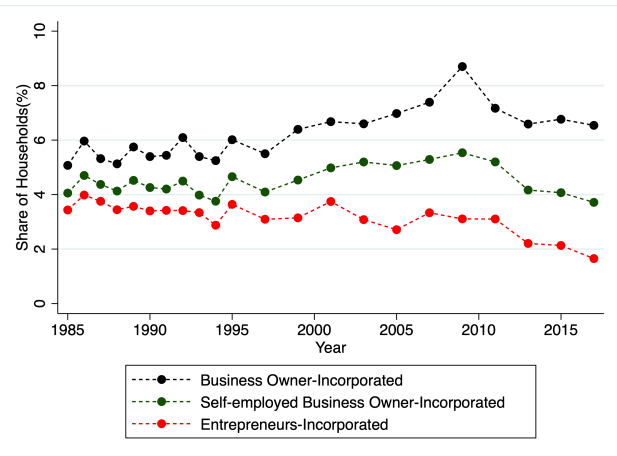 Share of Households(%)
10
8
6
4
2
0
1985 1990 1995 2000 2005 2010 2015
Year
Business Owner-Incorporated
Self-employed Business Owner-Incorporated
Entrepreneurs-Incorporated